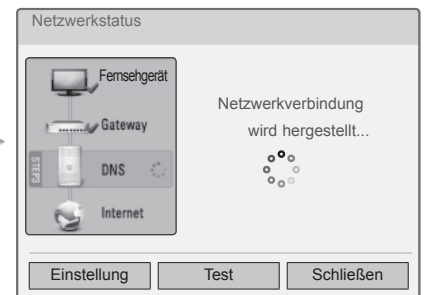 Netzwerkstatus
Fernsehgerät
Gateway
STEP3
DNS
Internet
Netzwerkverbindung
wird hergestellt...
Einstellung
Test
Schließen